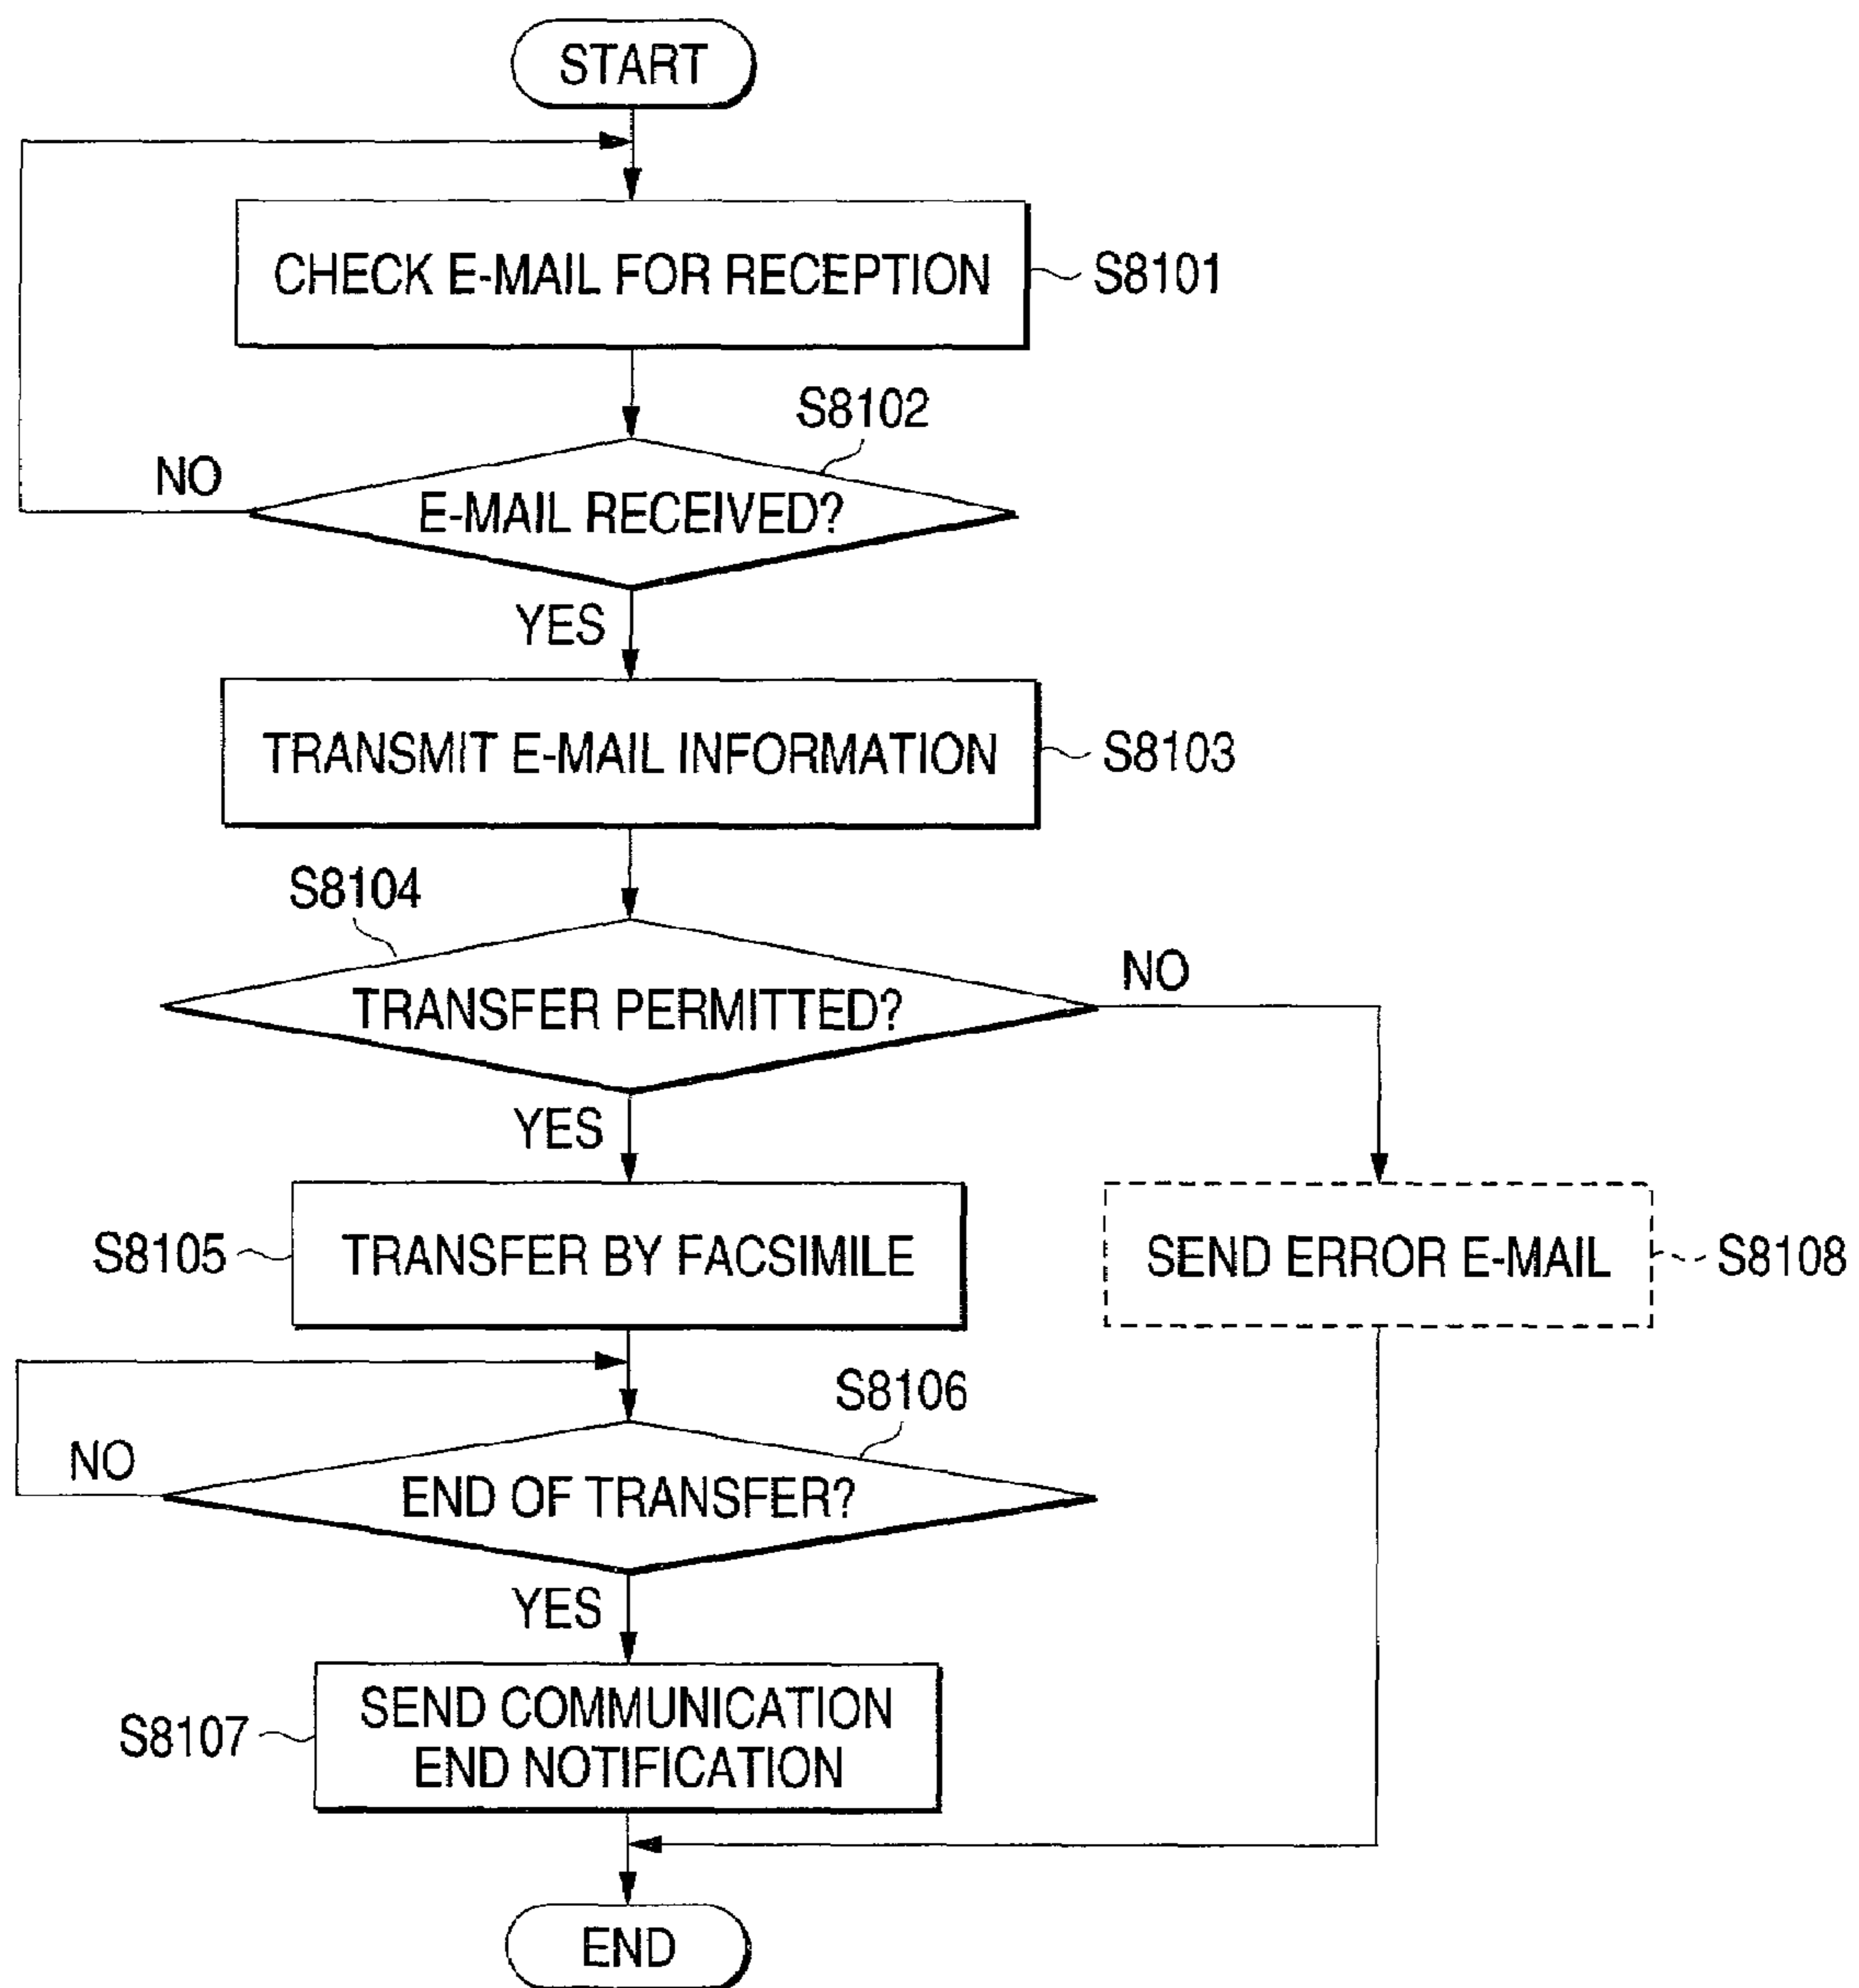 START
CHECK E-MAIL FOR RECEPTION
S8101
S8102
NO
E-MAIL RECEIVED?
YES
TRANSMIT E-MAIL INFORMATION
S8103
S8104
NO
TRANSFER PERMITTED?
YES
S8105
TRANSFER BY FACSIMILE
SEND ERROR E-MAIL
S8108
S8106
NO
END OF TRANSFER?
YES
S8107
SEND COMMUNICATION
END NOTIFICATION
END